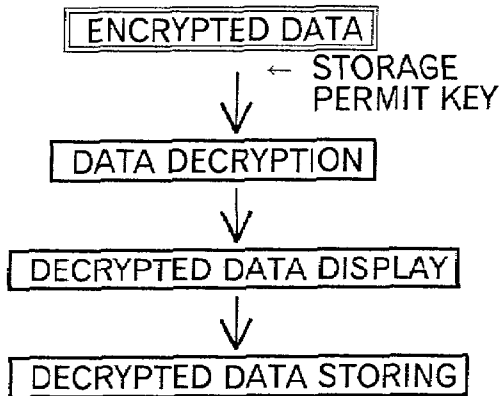 ENCRYPTED DATA
← STORAGE
PERMIT KEY
DATA DECRYPTION
DECRYPTED DATA DISPLAY
DECRYPTED DATA STORING